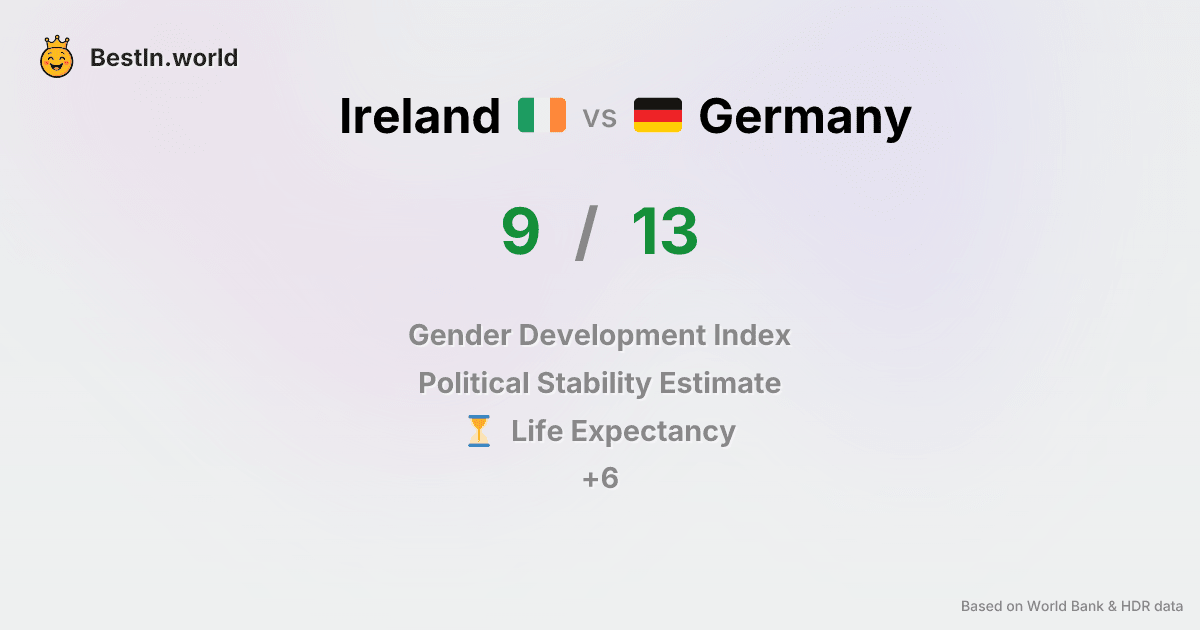 BestIn.world
Ireland vs Germany
9 / 13
Gender Development Index
Political Stability Estimate
Life Expectancy
+6
Based on World Bank & HDR data